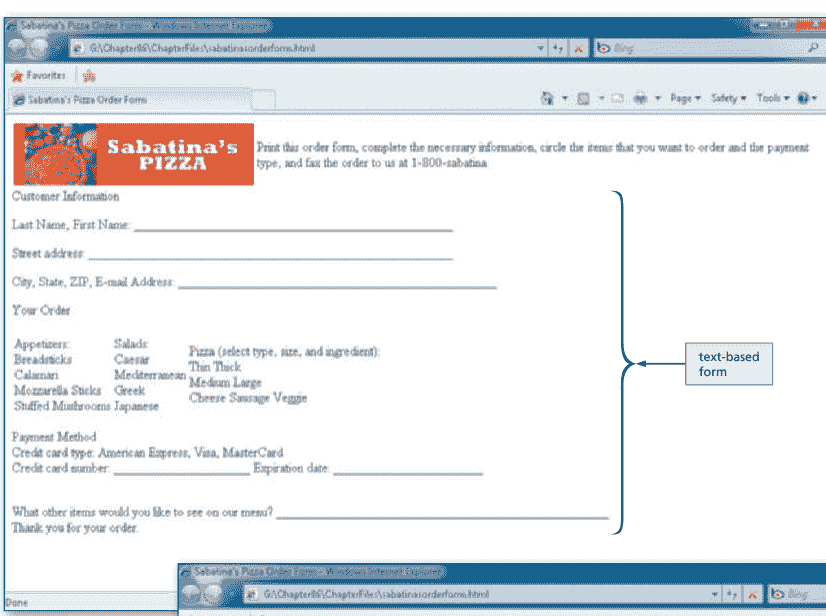 Sabatina's Pizza Order Form - Windows Internet Explorer
G:\Chapter06\ChapterFiles\sabatinasorderform.html
Bing
Favorites
Sabatina's Pizza Order Form
Page
Safety
Tools
Sabatina's
PIZZA
Print this order form, complete the necessary information, circle the items that you want to order and the payment
type, and fax the order to us at 1-800-sabatina
Customer Information
Last Name, First Name:
Street address:
City, State, ZIP, E-mail Address:
Your Order
Appetizers:
Breadsticks
Calamari
Mozzarella Sticks
Stuffed Mushrooms
Salads:
Caesar
Mediterranean
Greek
Japanese
Pizza (select type, size, and ingredient):
Thin Thick
Medium Large
Cheese Sausage Veggie
text-based
form
Payment Method
Credit card type: American Express, Visa, MasterCard
Credit card number: Expiration date:
What other items would you like to see on our menu?
Thank you for your order.
Done
Sabatina's Pizza Order Form - Windows Internet Explorer
G:\Chapter06\ChapterFiles\sabatinasorderform.html
Bing